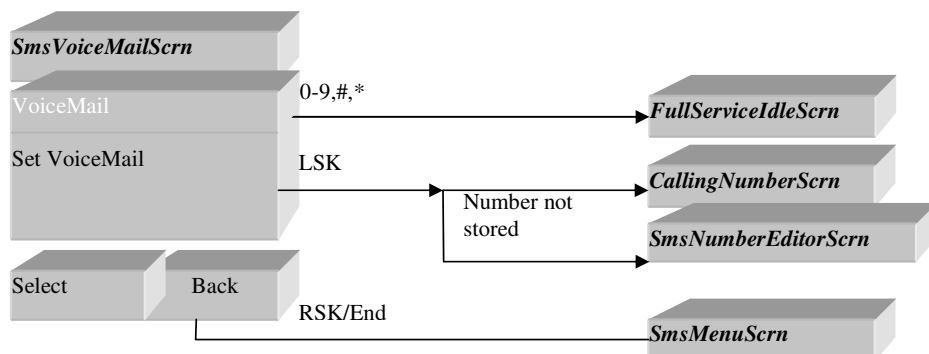 SmsVoiceMailScrn
VoiceMail
Set VoiceMail
Select
Back
0-9,#,*
LSK
Number not
stored
RSK/End
FullServiceIdleScrn
CallingNumberScrn
SmsNumberEditorScrn
SmsMenuScrn